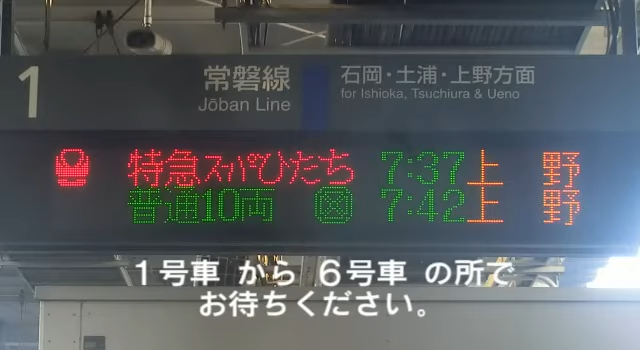 1 常磐線 石岡・土浦・上野方面
Jōban Line for Ishioka, Tsuchiura & Ueno
特急スーパーひたち 7:37 上野
普通10両 7:42 上野
1号車 から 6号車 の所で
お待ちください。